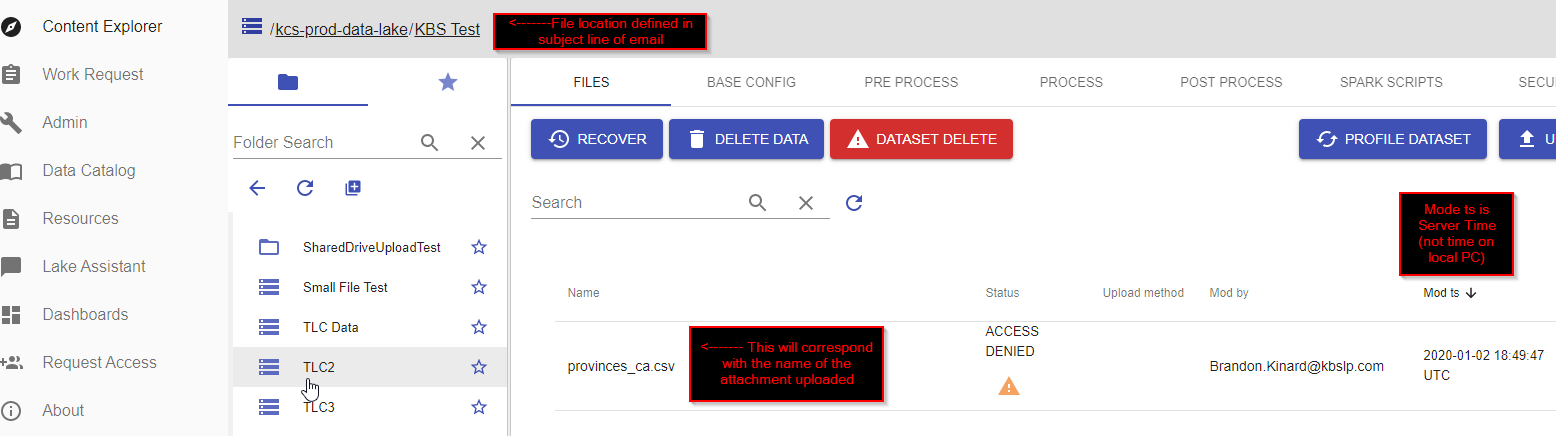 Content Explorer
Work Request
Admin
Data Catalog
Resources
Lake Assistant
Dashboards
Request Access
About
/kcs-prod-data-lake/KBS Test
<-------File location defined in
subject line of email
Folder Search
SharedDriveUploadTest
Small File Test
TLC Data
TLC2
TLC3
FILES
BASE CONFIG
PRE PROCESS
PROCESS
POST PROCESS
SPARK SCRIPTS
SECU
RECOVER
DELETE DATA
DATASET DELETE
PROFILE DATASET
U
Search
Mode ts is
Server Time
(not time on
local PC)
Name
Status
Upload method
Mod by
Mod ts
provinces_ca.csv
<------- This will correspond
with the name of the
attachment uploaded
ACCESS
DENIED
Brandon.Kinard@kbslp.com
2020-01-02 18:49:47
UTC